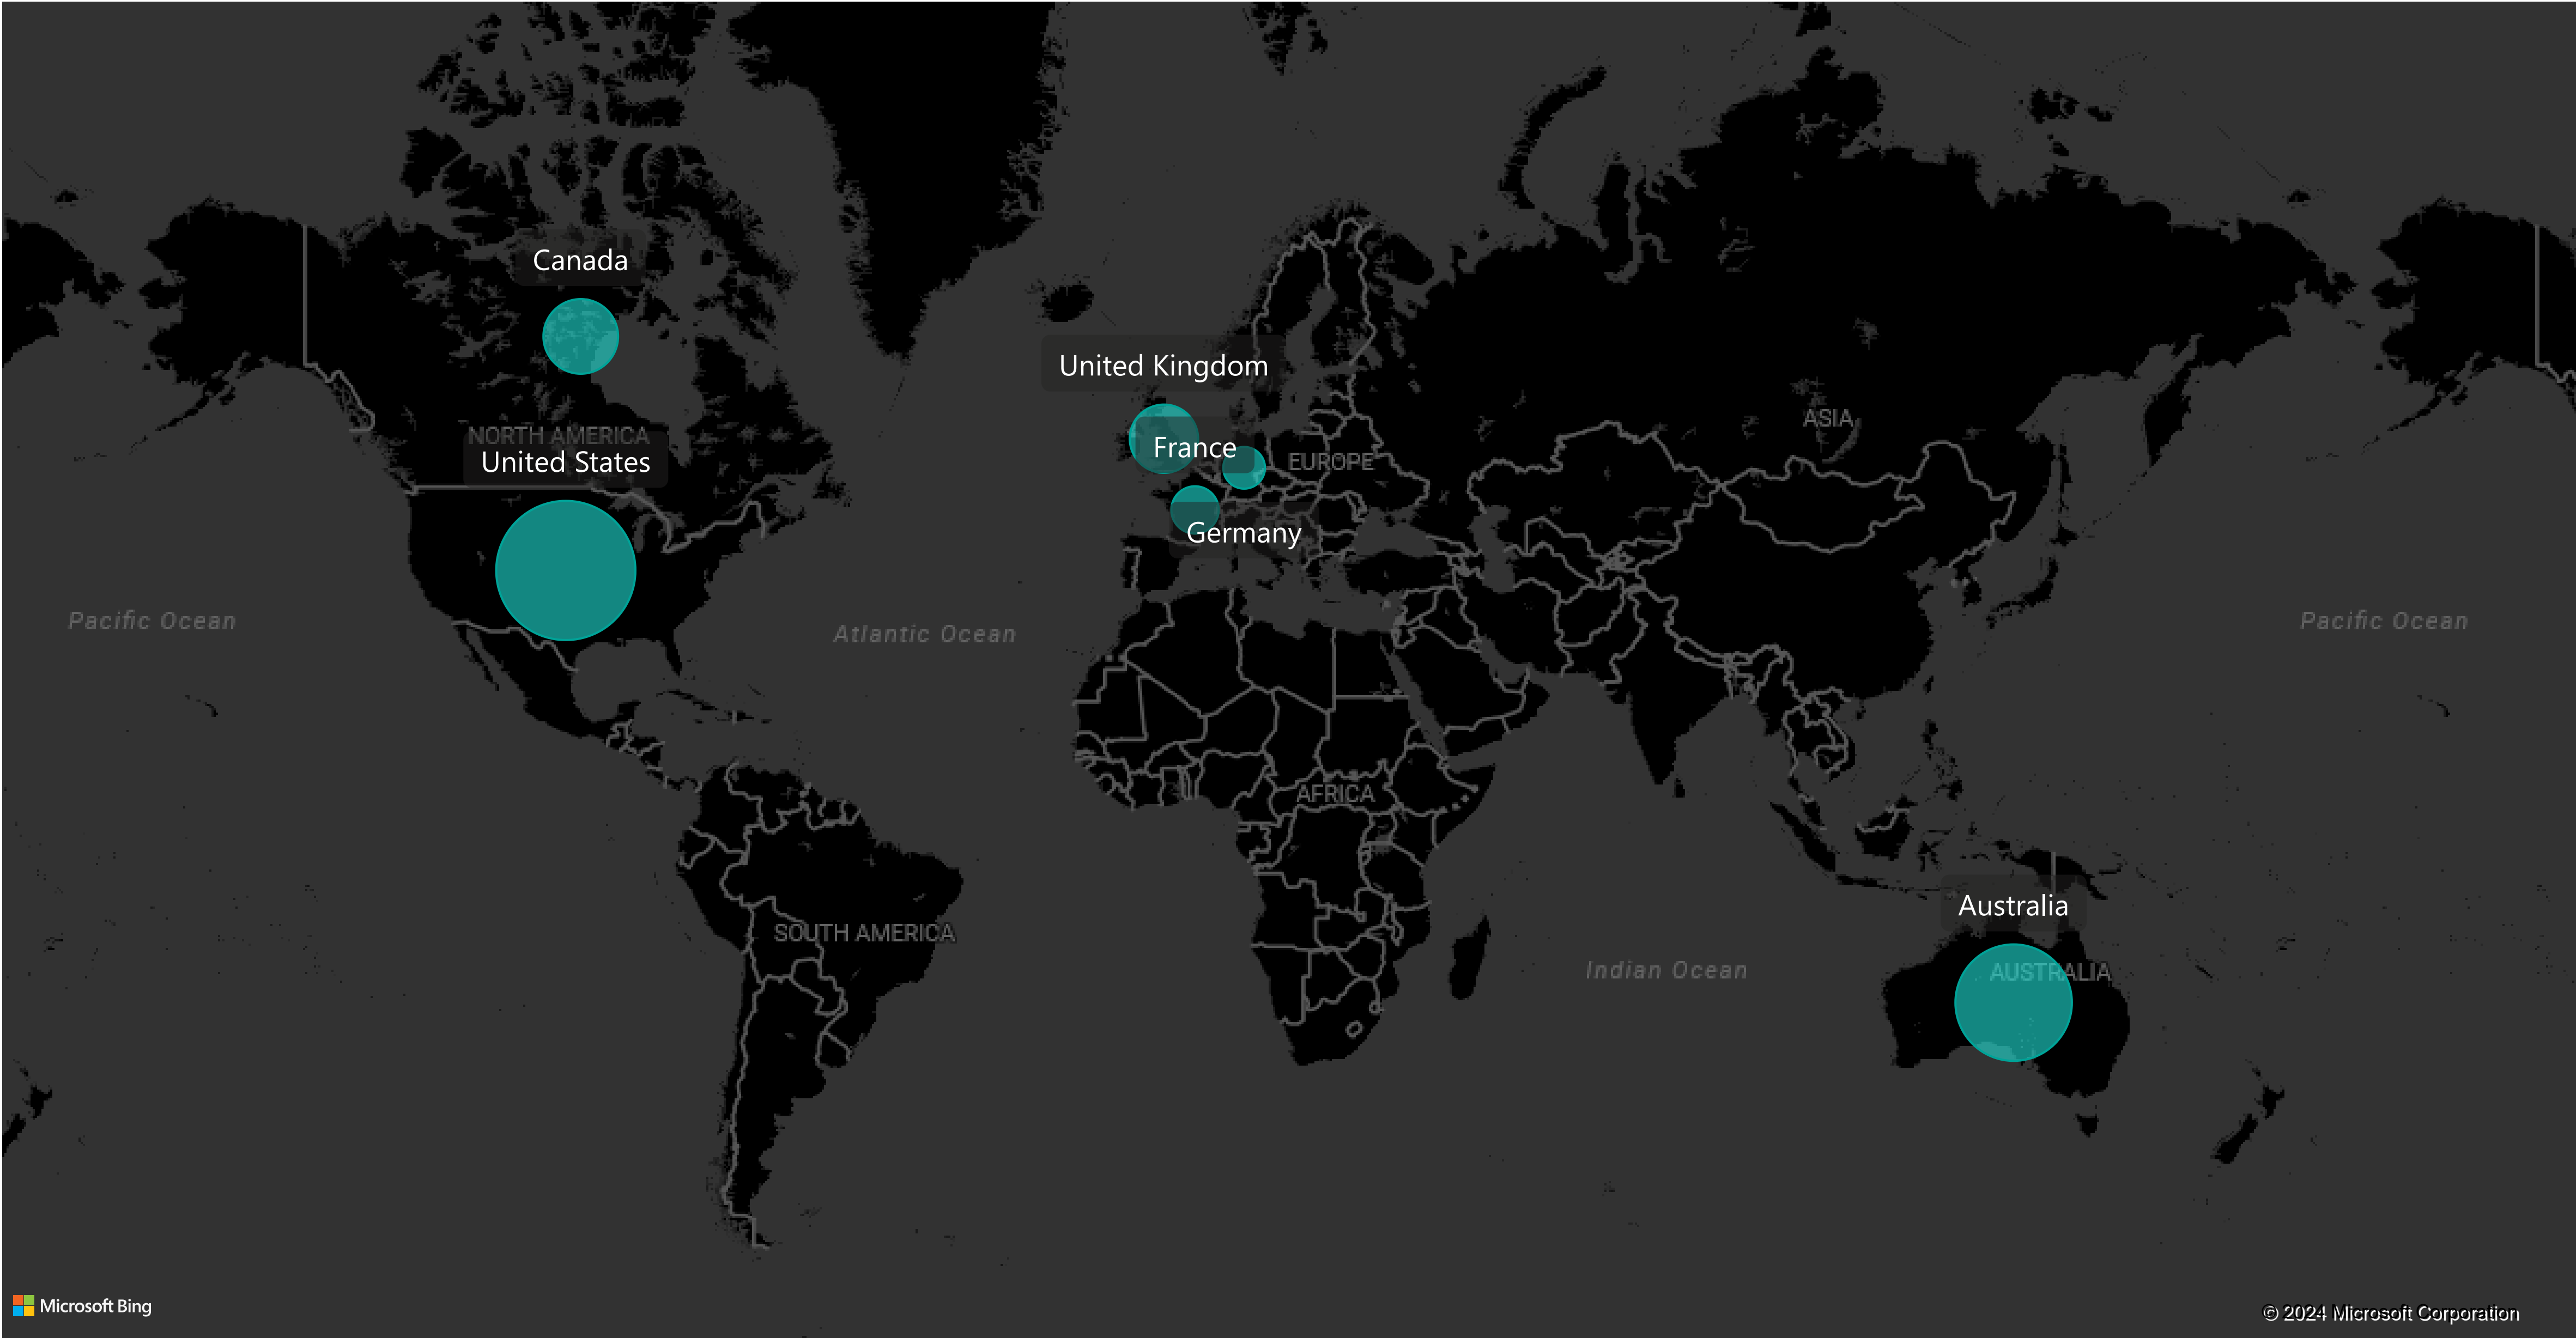 Canada
United Kingdom
ASIA
NORTH AMERICA
France
EUROPE
United States
Germany
Pacific Ocean
Atlantic Ocean
Pacific Ocean
AFRICA
Australia
SOUTH AMERICA
Indian Ocean
AUSTRALIA
Microsoft Bing
© 2024 Microsoft Corporation